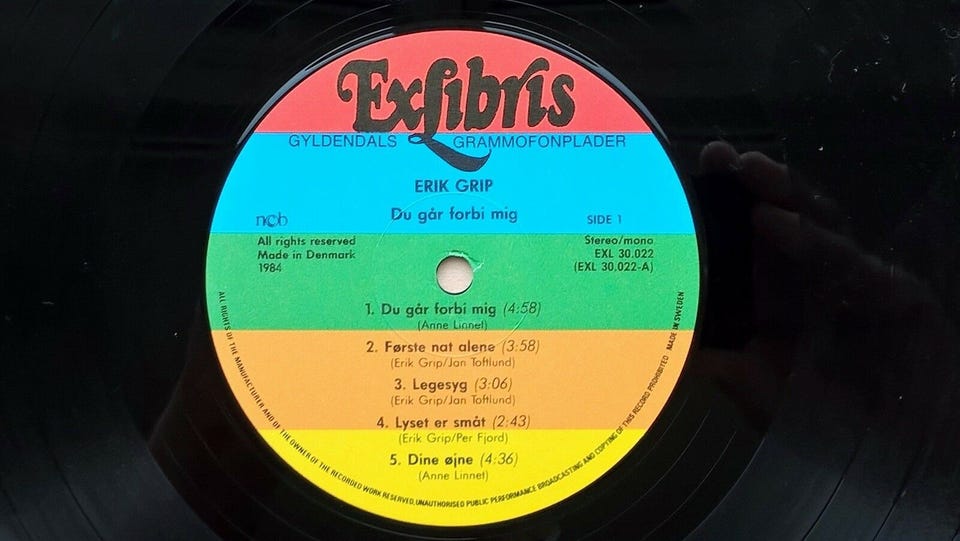 ExLibris
GYLDENDALS GRAMMOFONPLADER
ERIK GRIP
Du går forbi mig
ncb
SIDE 1
All rights reserved
Made in Denmark
1984
Stereo/mono
EXL 30.022
(EXL 30.022-A)
1. Du går forbi mig (4:58)
(Anne Linnet)
2. Første nat alene (3:58)
(Erik Grip/Jan Toftlund)
3. Legesyg (3:06)
(Erik Grip/Jan Toftlund)
4. Lyset er småt (2:43)
(Erik Grip/Per Fjord)
5. Dine øjne (4:36)
(Anne Linnet)
ALL RIGHTS OF THE MANUFACTURER AND OF THE OWNER OF THE RECORDED WORK RESERVED, UNAUTHORISED PUBLIC PERFORMANCE BROADCASTING AND COPYING OF THIS RECORD PROHIBITED MADE IN SWEDEN